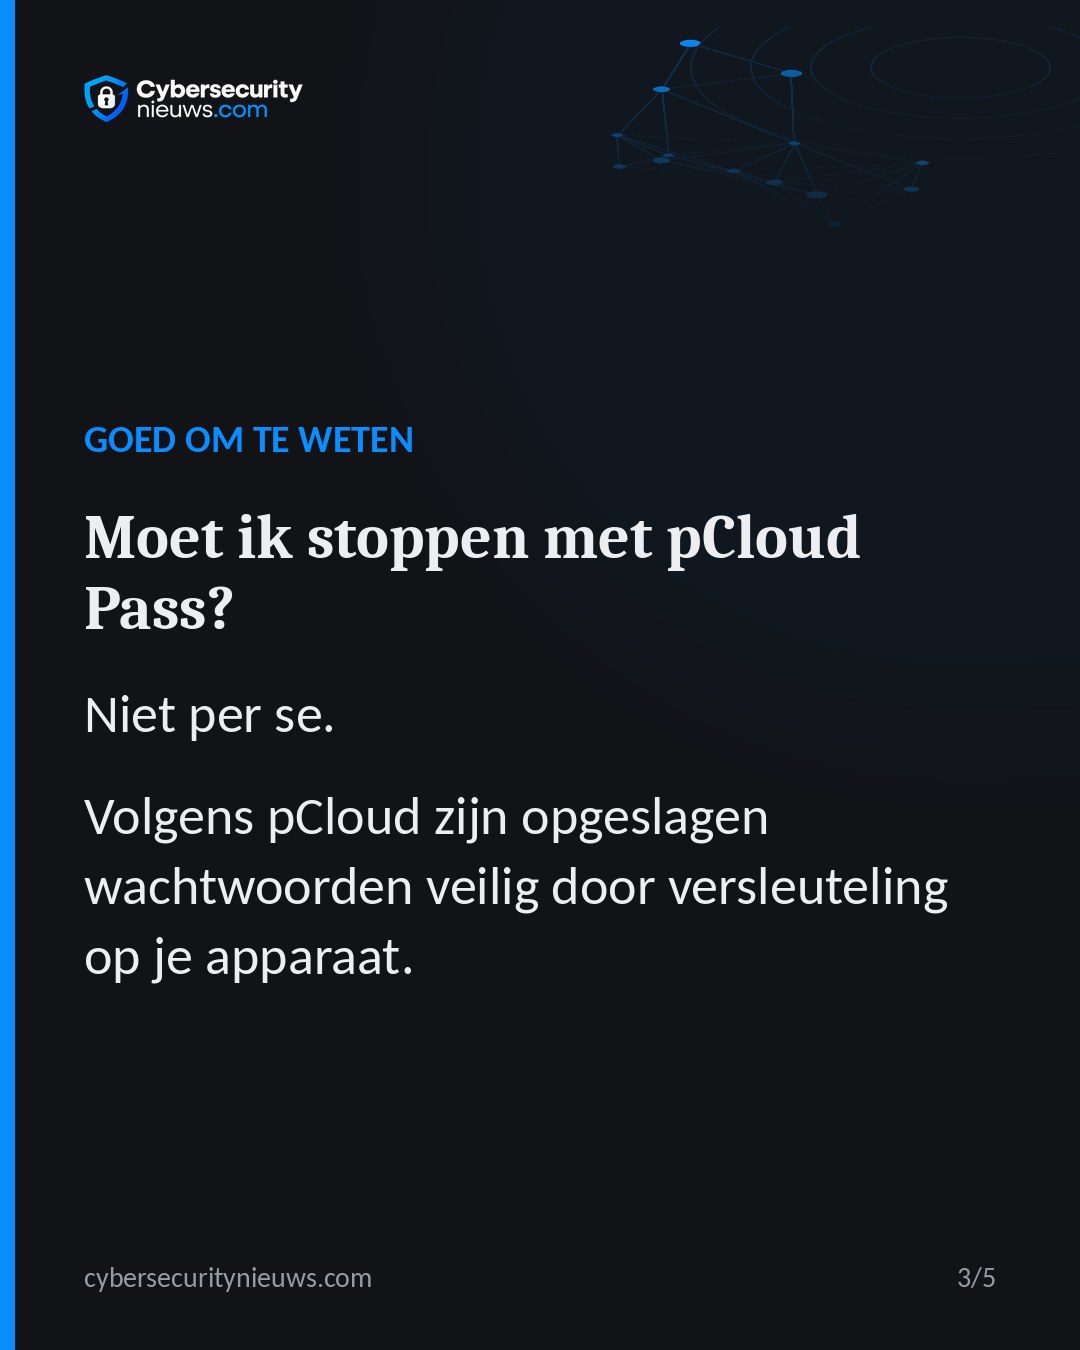 Cybersecurity
nieuws.com
GOED OM TE WETEN
Moet ik stoppen met pCloud
Pass?
Niet per se.
Volgens pCloud zijn opgeslagen
wachtwoorden veilig door versleuteling
op je apparaat.
cybersecuritynieuws.com
3/5